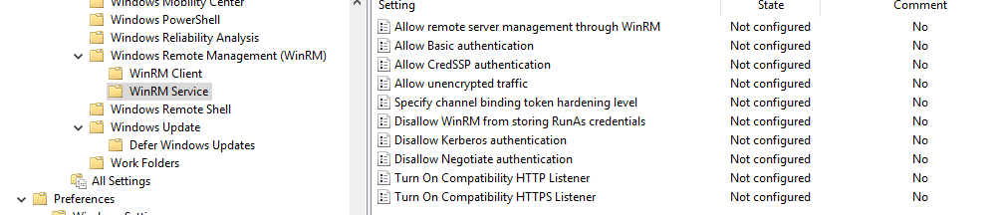 Windows Mobility Center
Windows PowerShell
Windows Reliability Analysis
Windows Remote Management (WinRM)
WinRM Client
WinRM Service
Windows Remote Shell
Windows Update
Defer Windows Updates
Work Folders
All Settings
Preferences
Setting State Comment
Allow remote server management through WinRM Not configured No
Allow Basic authentication Not configured No
Allow CredSSP authentication Not configured No
Allow unencrypted traffic Not configured No
Specify channel binding token hardening level Not configured No
Disallow WinRM from storing RunAs credentials Not configured No
Disallow Kerberos authentication Not configured No
Disallow Negotiate authentication Not configured No
Turn On Compatibility HTTP Listener Not configured No
Turn On Compatibility HTTPS Listener Not configured No